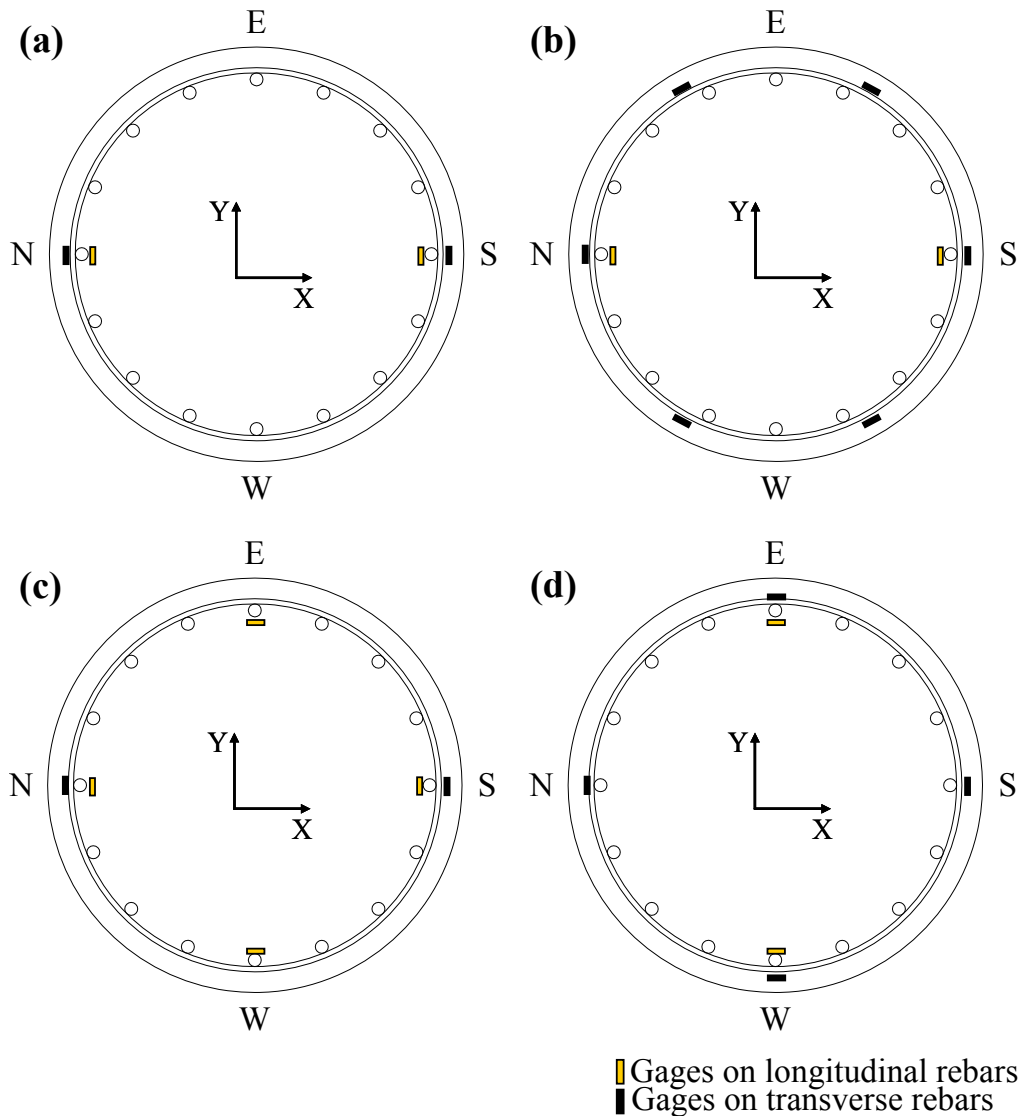 (a)
E
(b)
E
N
Y
X
S
N
Y
X
S
W
W
(c)
E
(d)
E
N
Y
X
S
N
Y
X
S
W
W
Gages on longitudinal rebars
Gages on transverse rebars